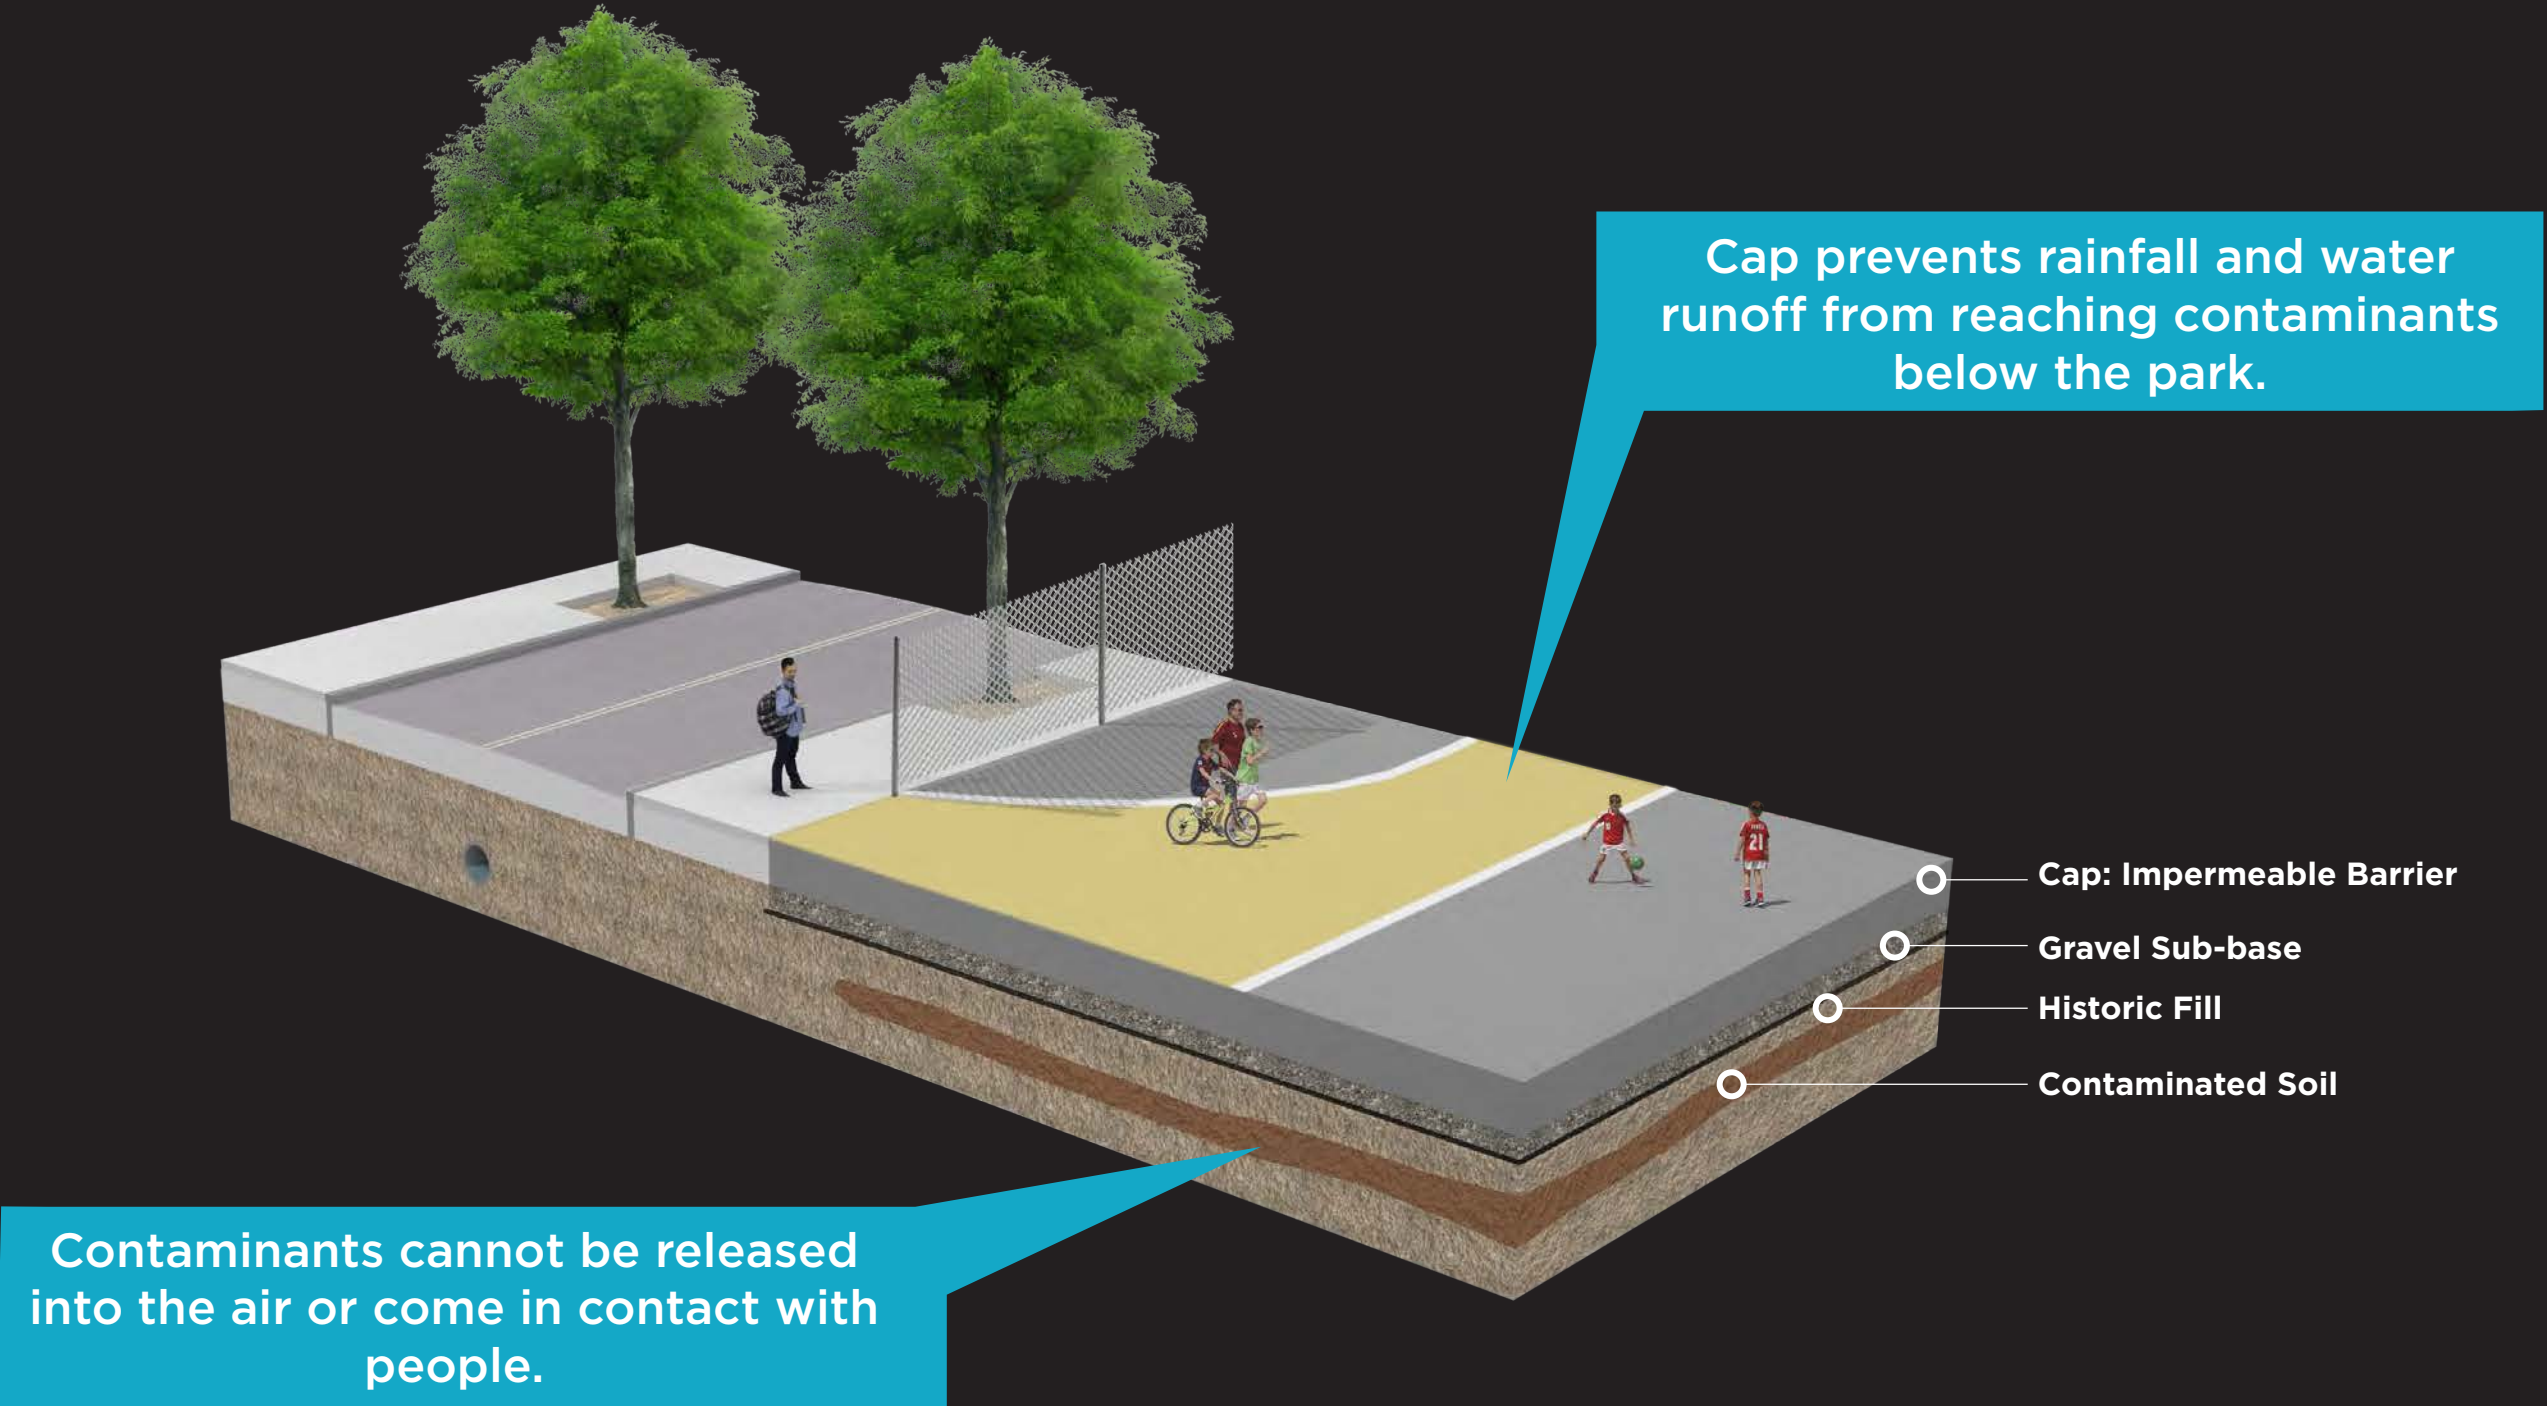 Cap prevents rainfall and water
runoff from reaching contaminants
below the park.
21
Cap: Impermeable Barrier
Gravel Sub-base
Historic Fill
Contaminated Soil
Contaminants cannot be released
into the air or come in contact with
people.